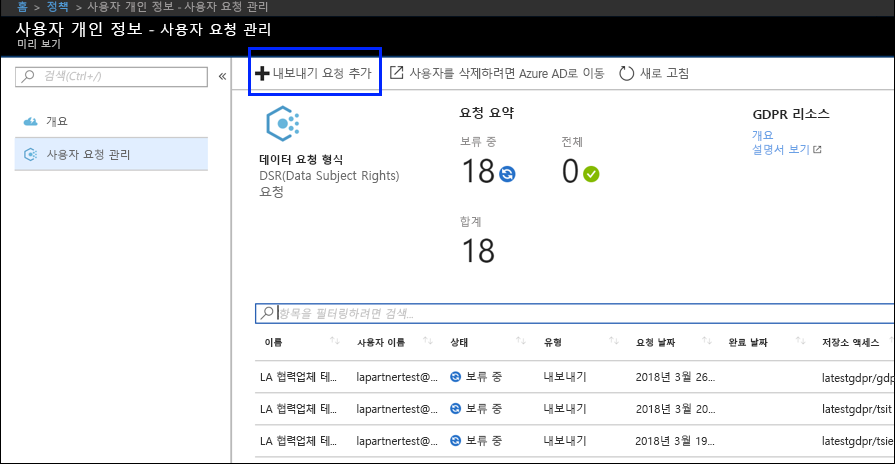 홈 > 정책 > 사용자 개인 정보 - 사용자 요청 관리
사용자 개인 정보 - 사용자 요청 관리
미리 보기
검색(Ctrl+/)
«
개요
사용자 요청 관리
내보내기 요청 추가
사용자를 삭제하려면 Azure AD로 이동
새로 고침
데이터 요청 형식
DSR(Data Subject Rights)
요청
요청 요약
보류 중
전체
18
0
합계
18
GDPR 리소스
개요
설명서 보기
항목을 필터링하려면 검색...
이름 사용자 이름 상태 유형 요청 날짜 완료 날짜 저장소 액세스
LA 협력업체 테... lapartnertest@... 보류 중 내보내기 2018년 3월 26... latestgdpr/gdp
LA 협력업체 테... lapartnertest@... 보류 중 내보내기 2018년 3월 20... latestgdpr/tsit
LA 협력업체 테... lapartnertest@... 보류 중 내보내기 2018년 3월 19... latestgdpr/tsie